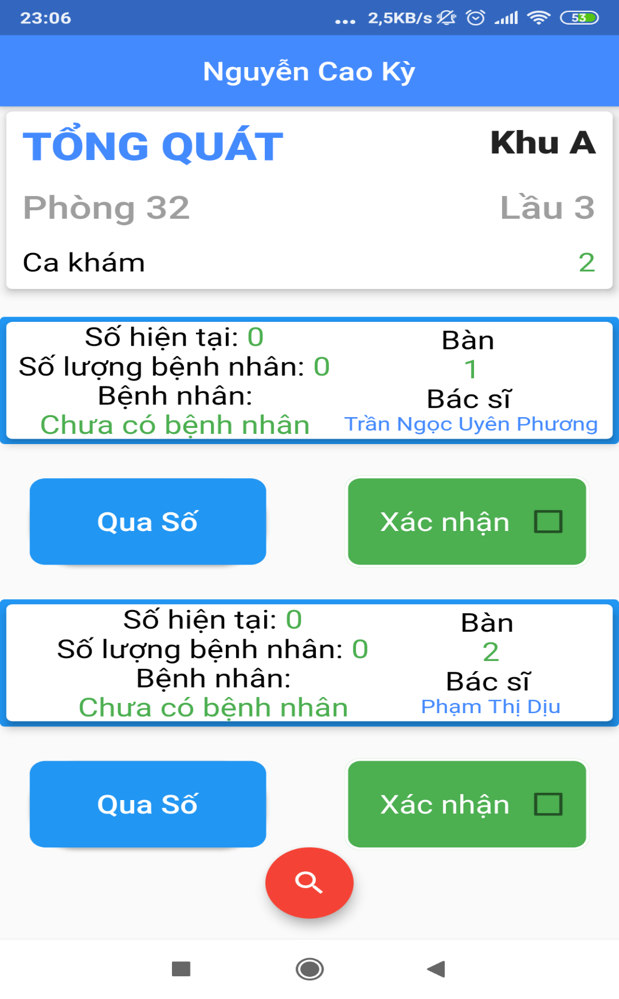 23:06 ... 2,5KB/s 53
Nguyễn Cao Kỳ
TỔNG QUÁT Khu A
Phòng 32 Lầu 3
Ca khám 2
Số hiện tại: 0
Số lượng bệnh nhân: 0
Bệnh nhân:
Chưa có bệnh nhân
Bàn
1
Bác sĩ
Trần Ngọc Uyên Phương
Qua Số Xác nhận
Số hiện tại: 0
Số lượng bệnh nhân: 0
Bệnh nhân:
Chưa có bệnh nhân
Bàn
2
Bác sĩ
Phạm Thị Dịu
Qua Số Xác nhận